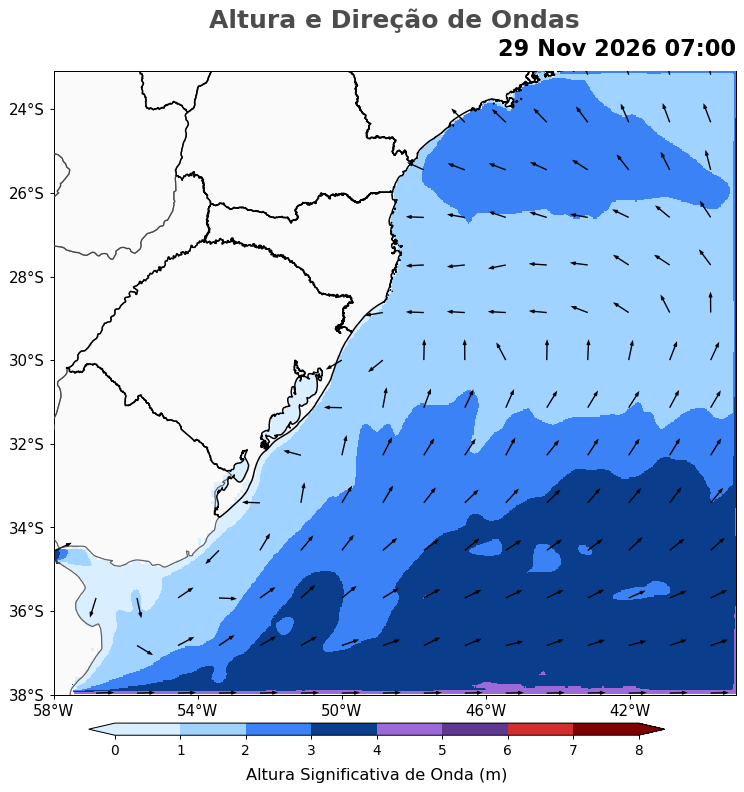 Altura e Direção de Ondas
29 Nov 2026 07:00
24°S
26°S
28°S
30°S
32°S
34°S
36°S
38°S
58°W 54°W 50°W 46°W 42°W
0 1 2 3 4 5 6 7 8
Altura Significativa de Onda (m)